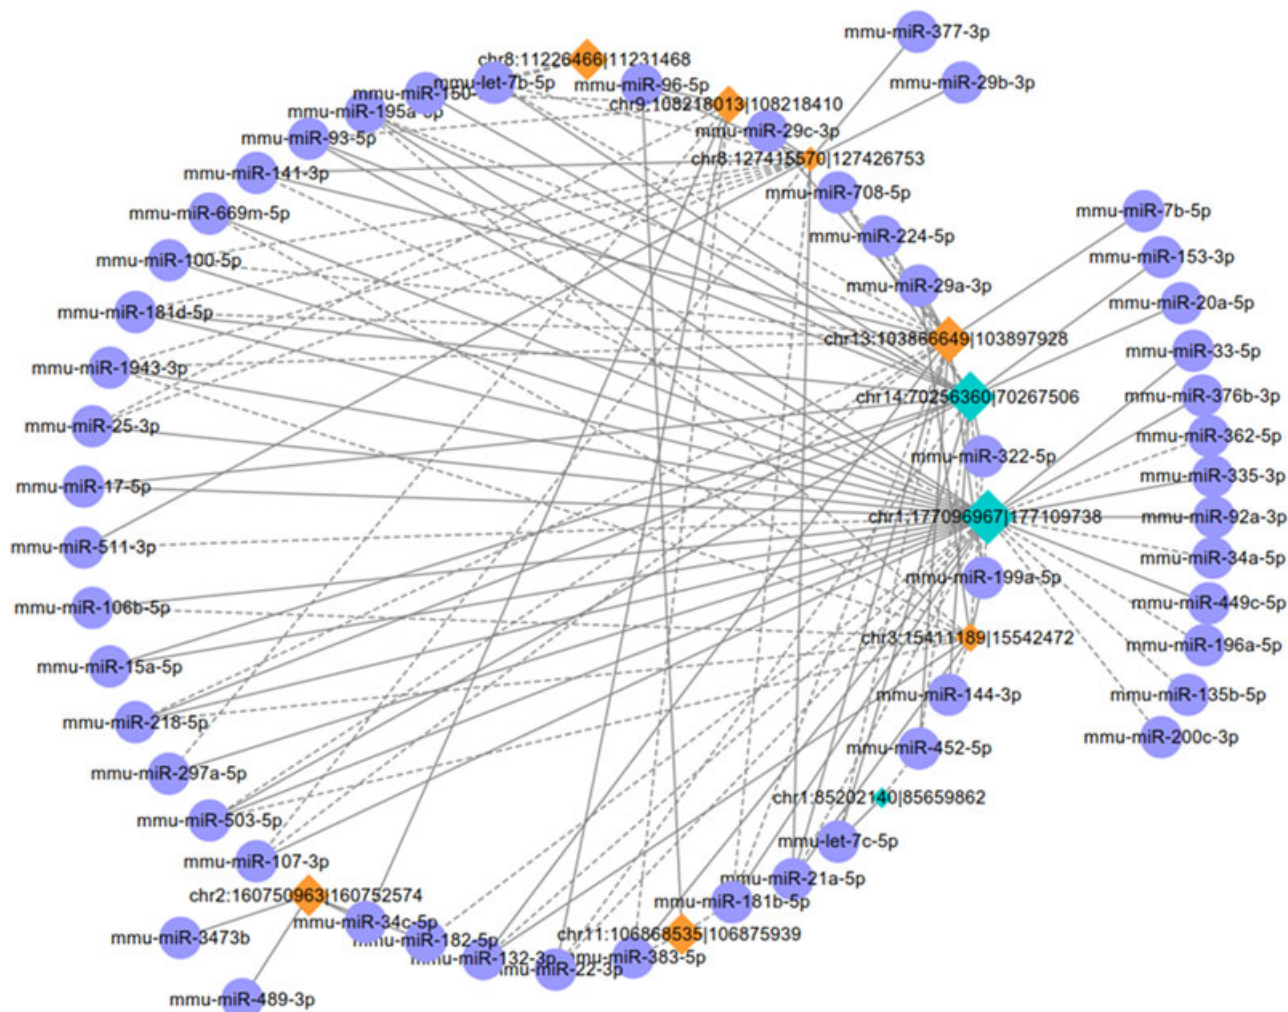 mmu-miR-377-3p
chr8:11226466|11231468
mmu-let-7b-5p
mmu-miR-96-5p
mmu-miR-29b-3p
mmu-miR-150-
chr9:108218013|108218410
mmu-miR-195a-5p
mmu-miR-29c-3p
mmu-miR-93-5p
chr8:127415570|127426753
mmu-miR-141-3p
mmu-miR-708-5p
mmu-miR-669m-5p
mmu-miR-7b-5p
mmu-miR-224-5p
mmu-miR-153-3p
mmu-miR-100-5p
mmu-miR-29a-3p
mmu-miR-20a-5p
mmu-miR-181d-5p
chr13:103866649|103897928
mmu-miR-33-5p
mmu-miR-1943-3p
chr14:70256360|70267506
mmu-miR-376b-3p
mmu-miR-25-3p
mmu-miR-362-5p
mmu-miR-322-5p
mmu-miR-335-3p
mmu-miR-17-5p
chr1:177096967|177109738
mmu-miR-92a-3p
mmu-miR-511-3p
mmu-miR-34a-5p
mmu-miR-199a-5p
mmu-miR-449c-5p
mmu-miR-106b-5p
chr3:15411189|15542472
mmu-miR-196a-5p
mmu-miR-15a-5p
mmu-miR-144-3p
mmu-miR-135b-5p
mmu-miR-218-5p
mmu-miR-200c-3p
mmu-miR-452-5p
mmu-miR-297a-5p
chr1:85202140|85659862
mmu-miR-503-5p
mmu-let-7c-5p
mmu-miR-107-3p
mmu-miR-21a-5p
chr2:160750963|160752574
mmu-miR-181b-5p
mmu-miR-34c-5p
chr11:106868535|106875939
mmu-miR-3473b
mmu-miR-182-5p
mmu-miR-132-3p
mu-miR-22-3p
mu-miR-383-5p
mmu-miR-489-3p